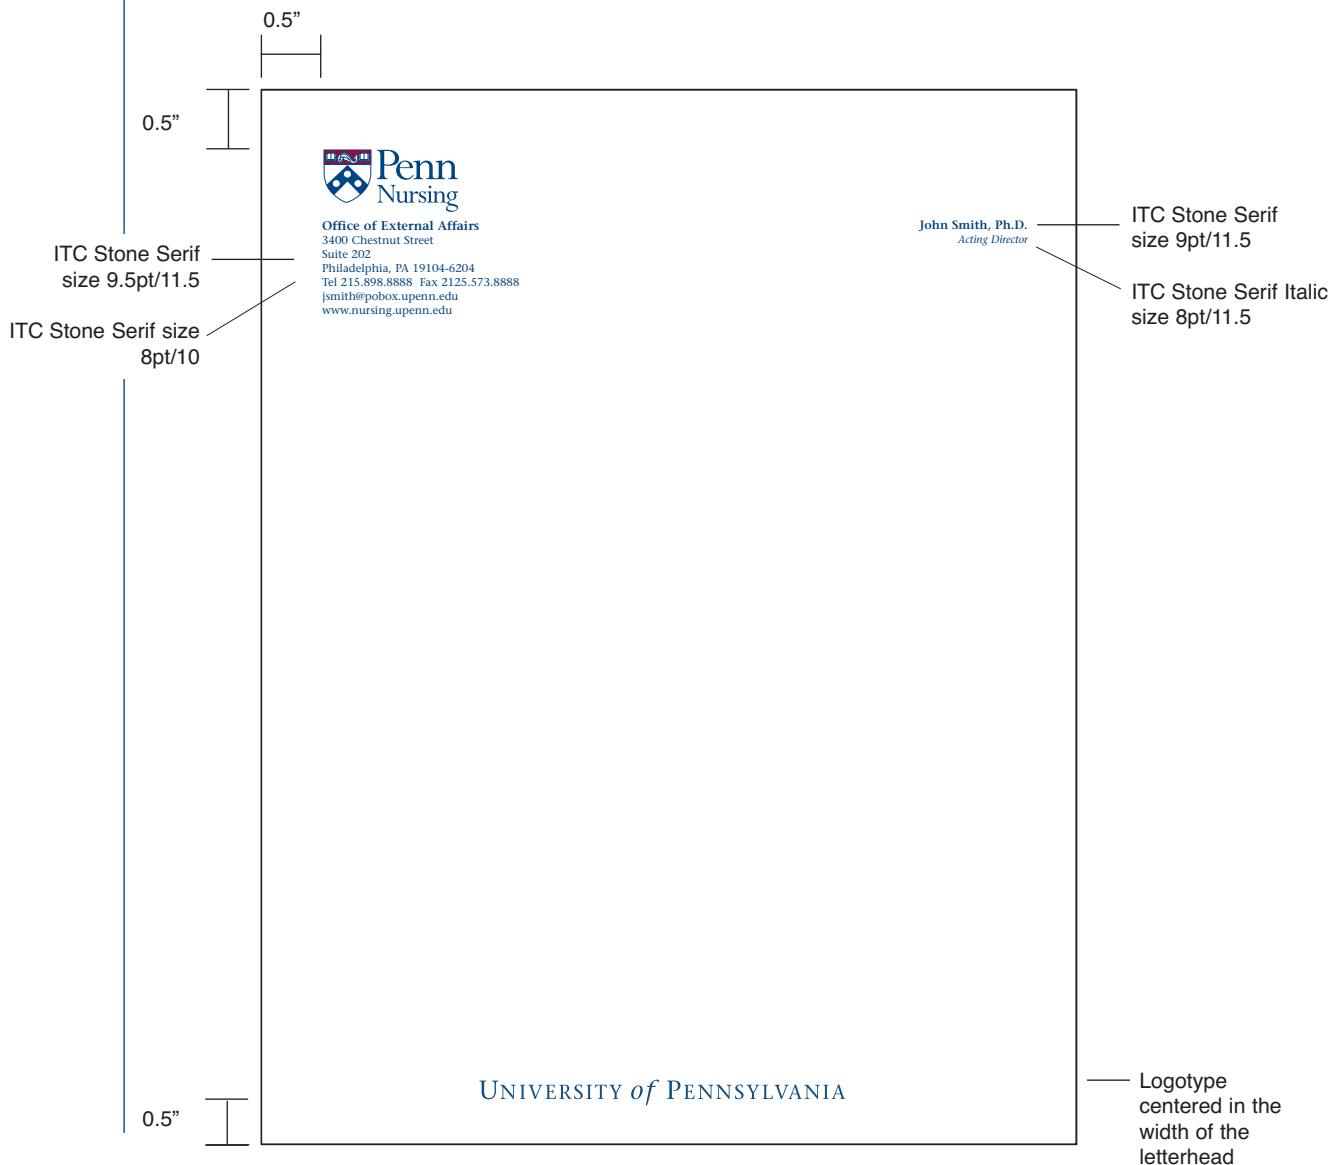 0.5”
0.5”
Penn
Nursing
Office of External Affairs
3400 Chestnut Street
Suite 202
Philadelphia, PA 19104-6204
Tel 215.898.8888  Fax 2125.573.8888
jsmith@pobox.upenn.edu
www.nursing.upenn.edu
ITC Stone Serif
size 9.5pt/11.5
ITC Stone Serif size
8pt/10
John Smith, Ph.D.
Acting Director
ITC Stone Serif
size 9pt/11.5
ITC Stone Serif Italic
size 8pt/11.5
UNIVERSITY of PENNSYLVANIA
0.5”
Logotype
centered in the
width of the
letterhead